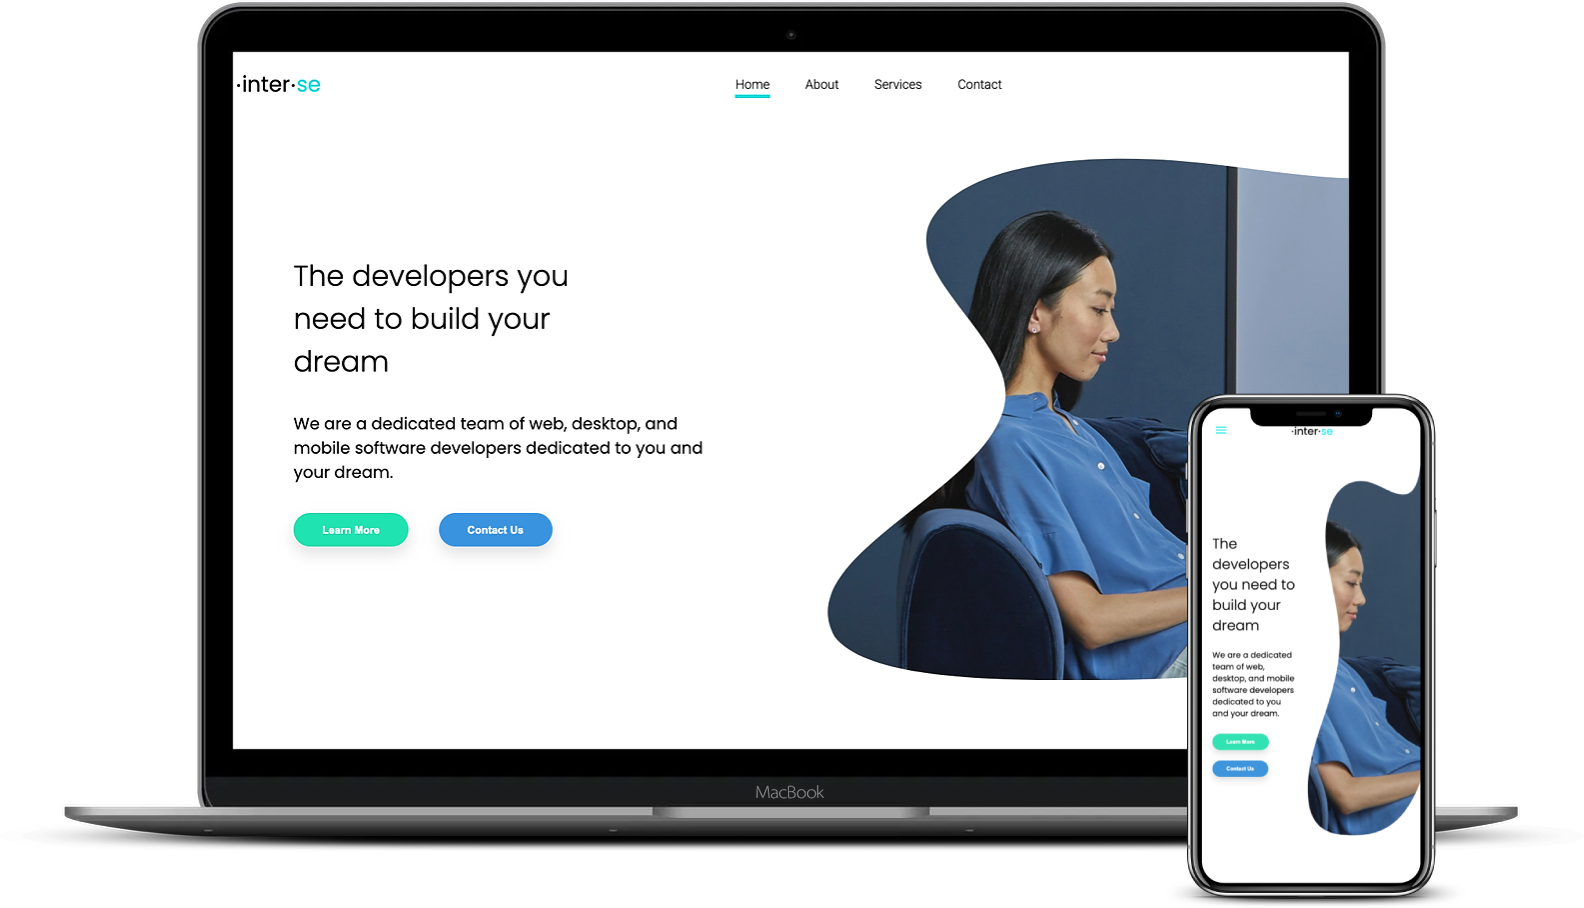 ·inter·se
Home About Services Contact
The developers you
need to build your
dream
We are a dedicated team of web, desktop, and
mobile software developers dedicated to you and
your dream.
Learn More Contact Us
MacBook
·inter·se
The
developers
you need to
build your
dream
We are a dedicated
team of web,
desktop, and mobile
software developers
dedicated to you
and your dream.
Learn More
Contact Us